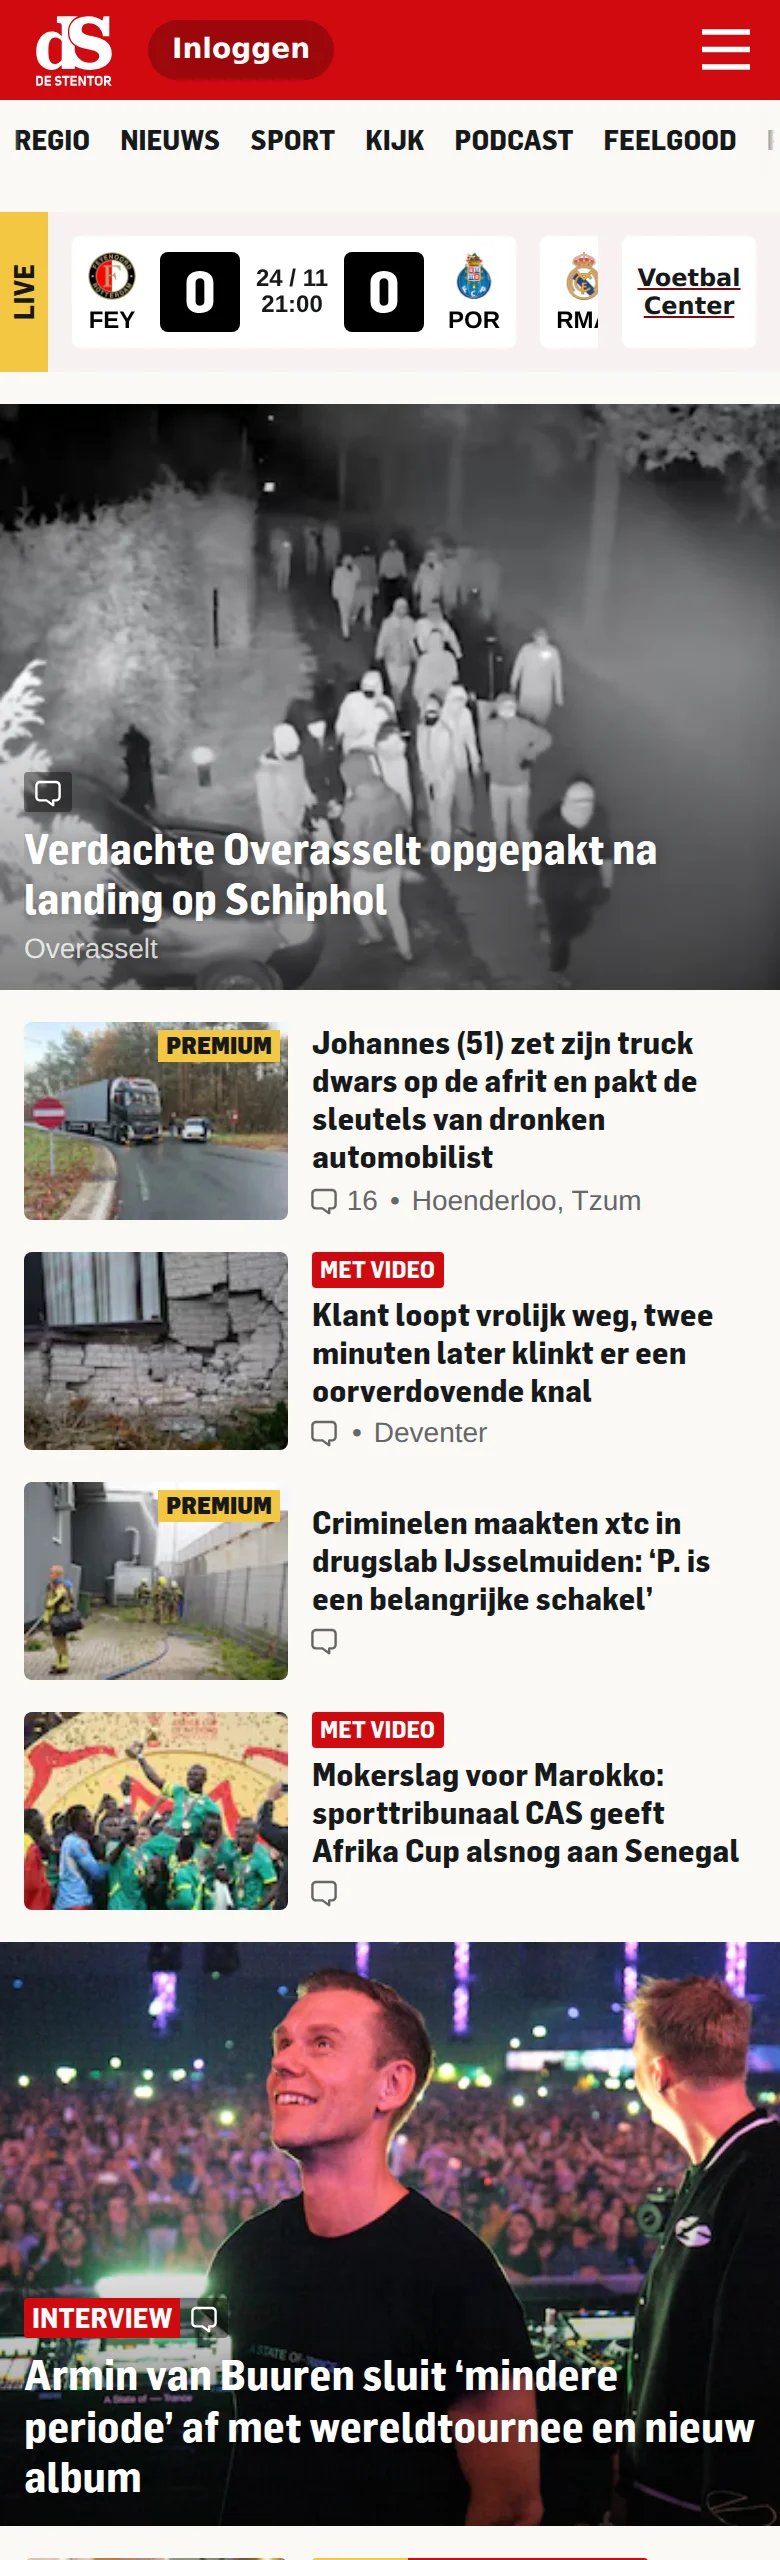 dS
DE STENTOR
Inloggen
REGIO NIEUWS SPORT KIJK PODCAST FEELGOOD
LIVE
FEY
0
24 / 11
21:00
0
POR
RMA
Voetbal
Center
Verdachte Overasselt opgepakt na
landing op Schiphol
Overasselt
PREMIUM
Johannes (51) zet zijn truck
dwars op de afrit en pakt de
sleutels van dronken
automobilist
16 • Hoenderloo, Tzum
MET VIDEO
Klant loopt vrolijk weg, twee
minuten later klinkt er een
oorverdovende knal
• Deventer
PREMIUM
Criminelen maakten xtc in
drugslab IJsselmuiden: ‘P. is
een belangrijke schakel’
MET VIDEO
Mokerslag voor Marokko:
sporttribunaal CAS geeft
Afrika Cup alsnog aan Senegal
INTERVIEW
Armin van Buuren sluit ‘mindere
periode’ af met wereldtournee en nieuw
album